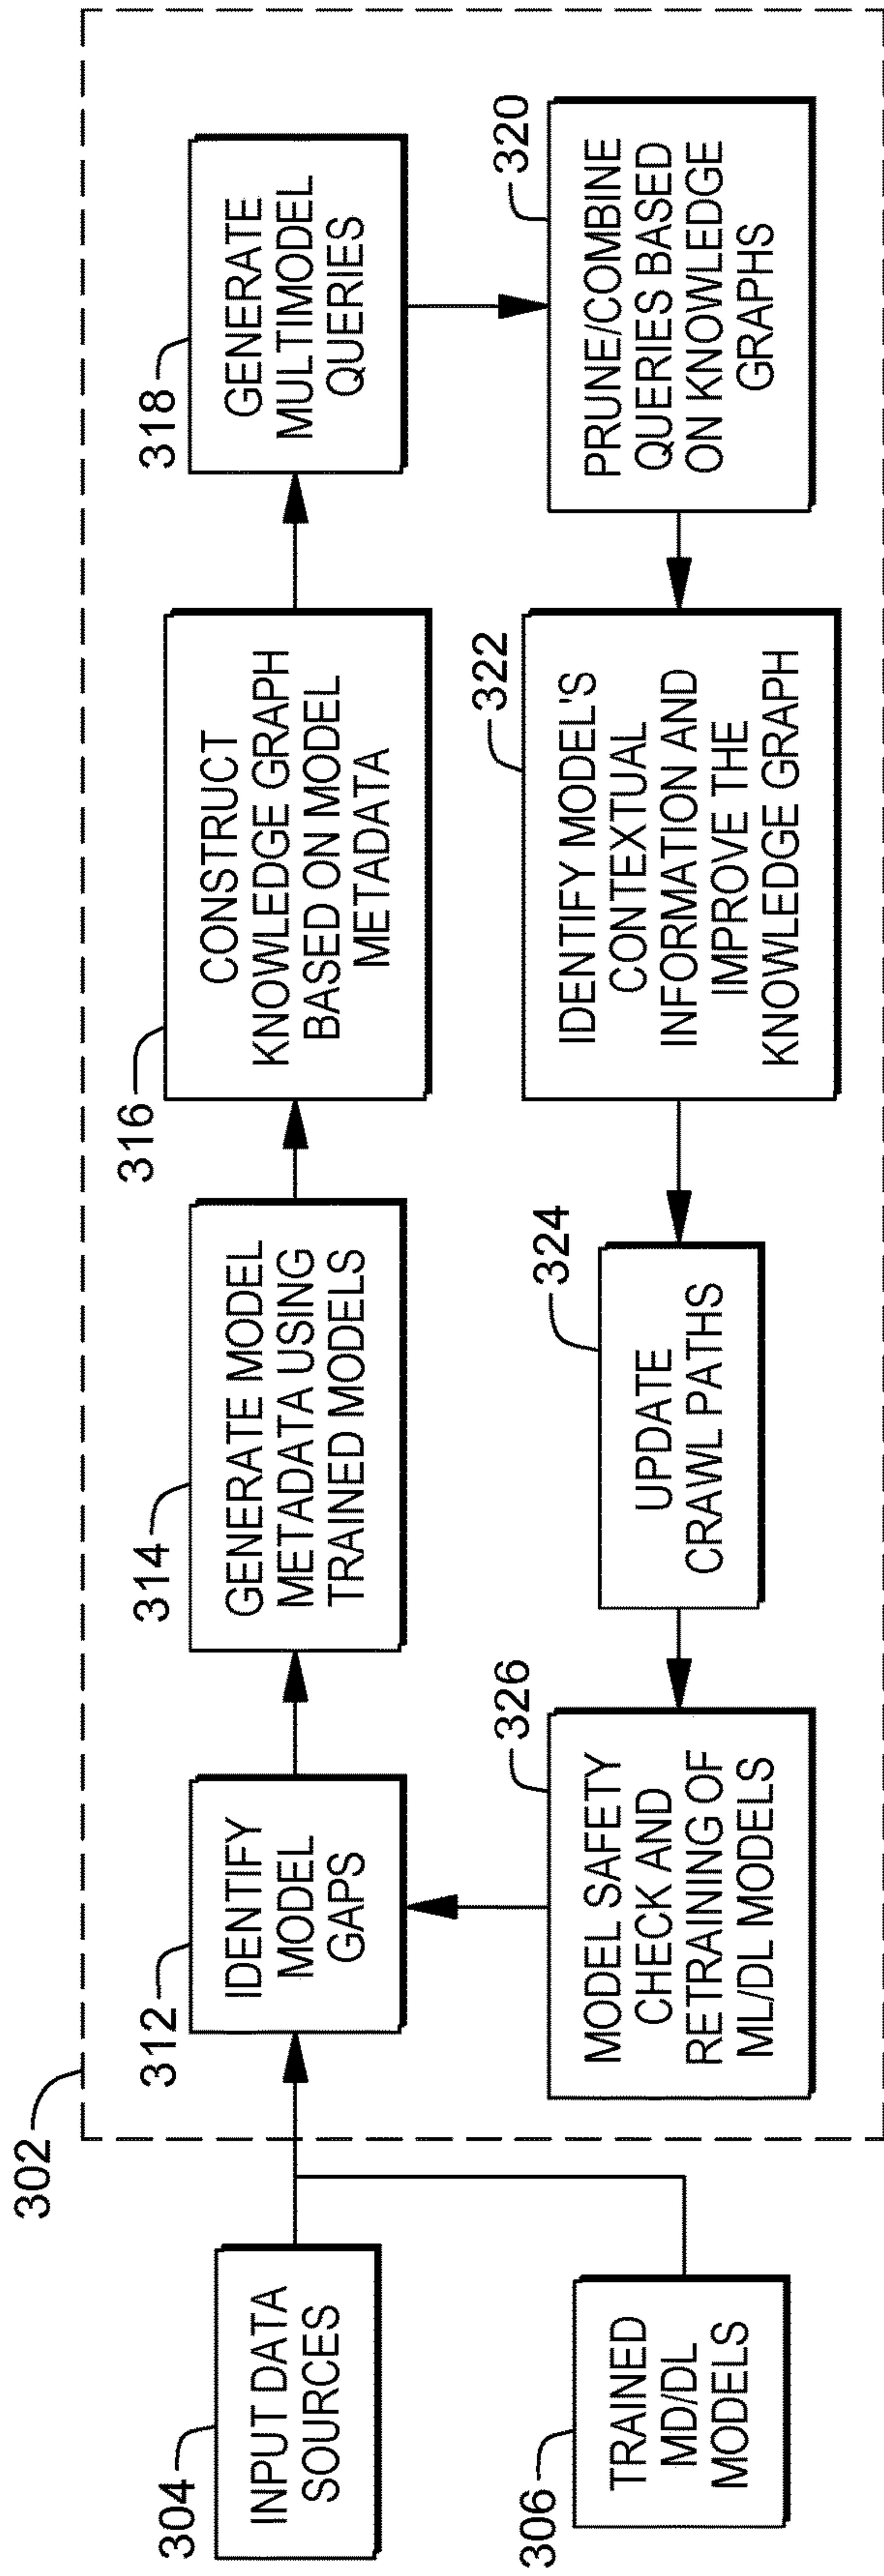 302
304
INPUT DATA
SOURCES
306
TRAINED
MD/DL
MODELS
312
IDENTIFY
MODEL
GAPS
314
GENERATE MODEL
METADATA USING
TRAINED MODELS
316
CONSTRUCT
KNOWLEDGE GRAPH
BASED ON MODEL
METADATA
318
GENERATE
MULTIMODEL
QUERIES
320
PRUNE/COMBINE
QUERIES BASED
ON KNOWLEDGE
GRAPHS
322
IDENTIFY MODEL'S
CONTEXTUAL
INFORMATION AND
IMPROVE THE
KNOWLEDGE GRAPH
324
UPDATE
CRAWL PATHS
326
MODEL SAFETY
CHECK AND
RETRAINING OF
ML/DL MODELS